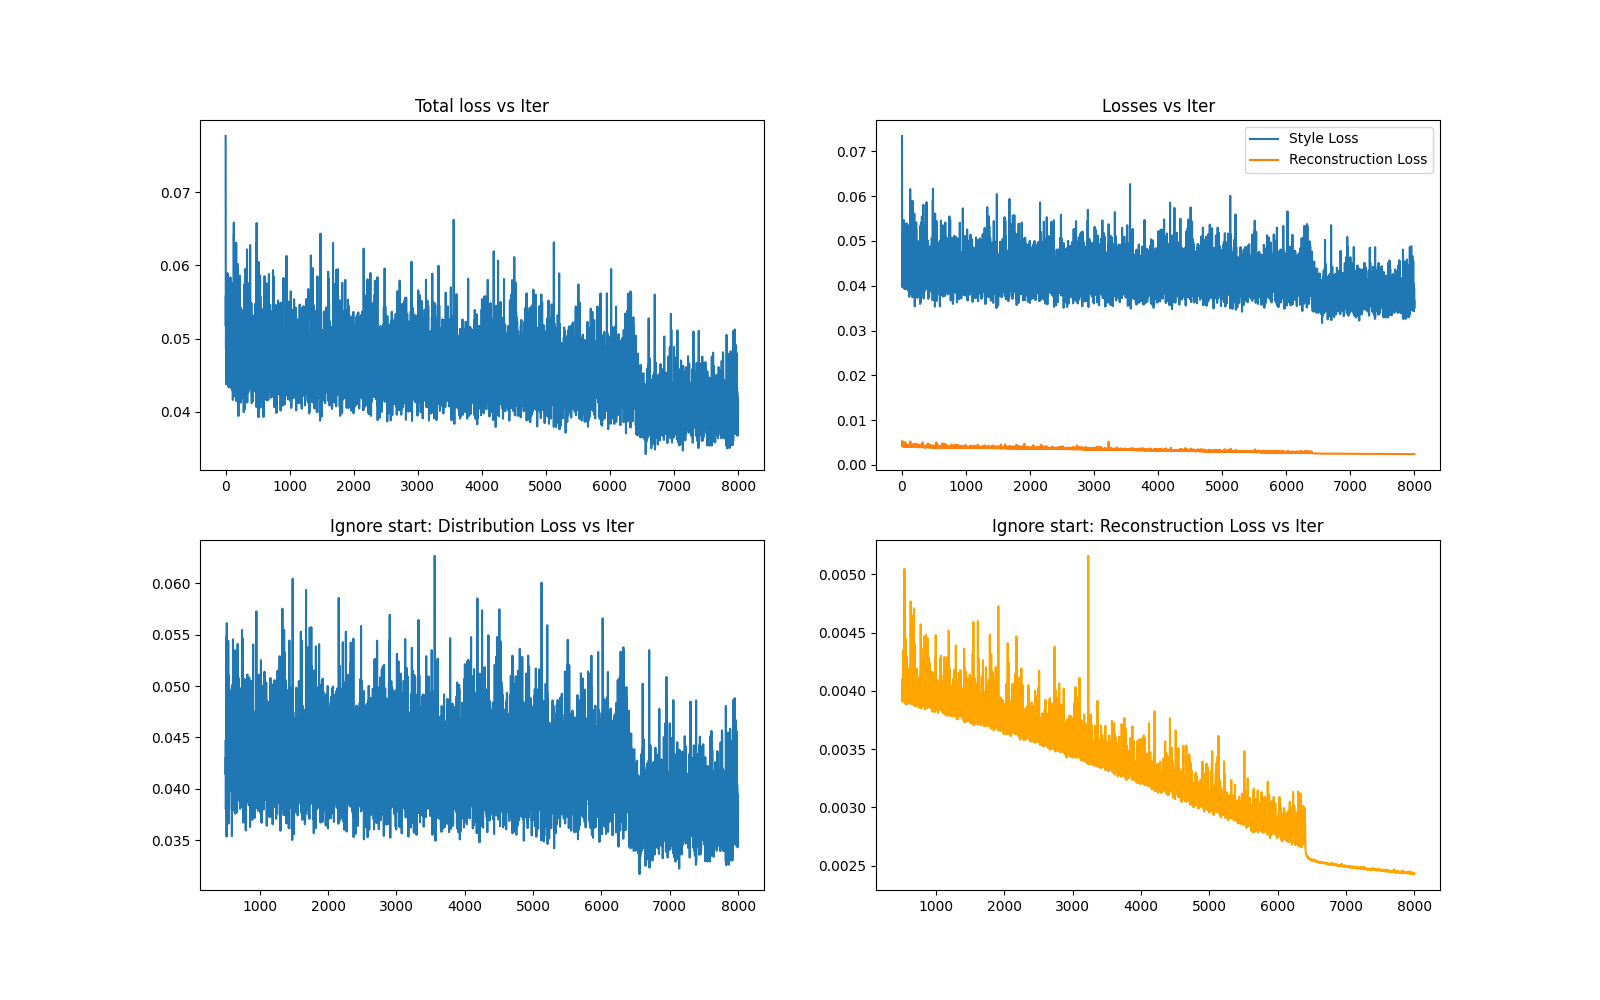 Total loss vs Iter
0.07
0.06
0.05
0.04
0 1000 2000 3000 4000 5000 6000 7000 8000
Losses vs Iter
Style Loss
Reconstruction Loss
0.07
0.06
0.05
0.04
0.03
0.02
0.01
0.00
0 1000 2000 3000 4000 5000 6000 7000 8000
Ignore start: Distribution Loss vs Iter
0.060
0.055
0.050
0.045
0.040
0.035
1000 2000 3000 4000 5000 6000 7000 8000
Ignore start: Reconstruction Loss vs Iter
0.0050
0.0045
0.0040
0.0035
0.0030
0.0025
1000 2000 3000 4000 5000 6000 7000 8000